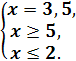 x = 3, 5,
x ≥ 5,
x ≤ 2.